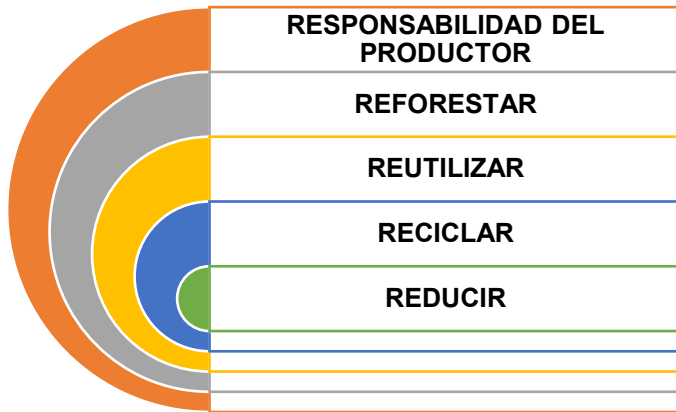 RESPONSABILIDAD DEL
PRODUCTOR
REFORESTAR
REUTILIZAR
RECICLAR
REDUCIR